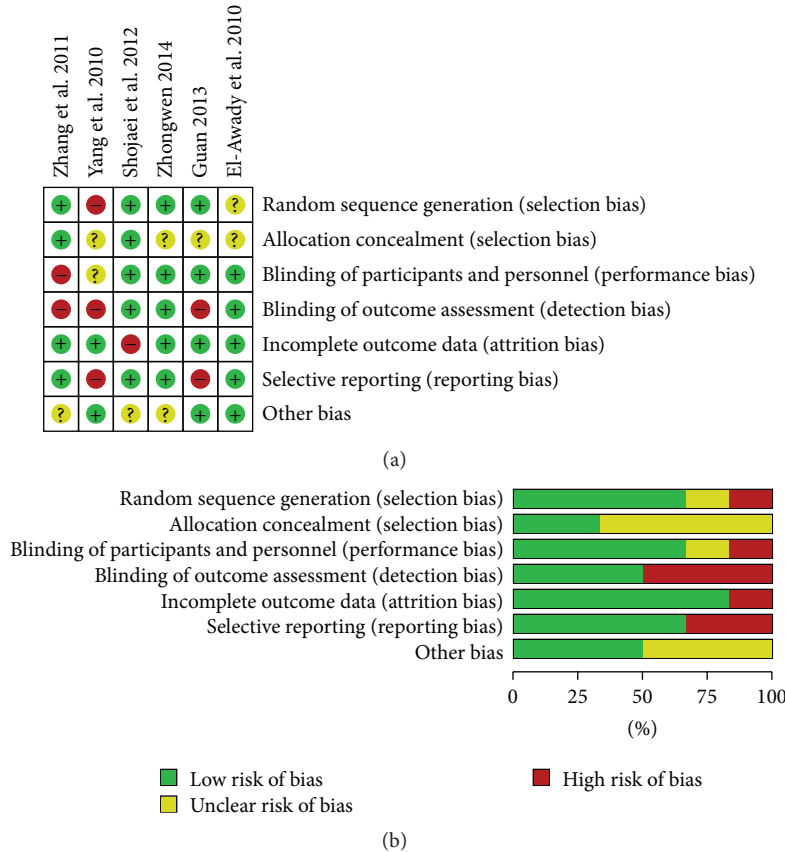 Zhang et al. 2011
Yang et al. 2010
Shojaei et al. 2012
Zhongwen 2014
Guan 2013
El-Awady et al. 2010
+ − + + + ? Random sequence generation (selection bias)
+ ? + ? ? ? Allocation concealment (selection bias)
− ? + + + + Blinding of participants and personnel (performance bias)
− − + + − + Blinding of outcome assessment (detection bias)
+ + − + + + Incomplete outcome data (attrition bias)
+ − + + − + Selective reporting (reporting bias)
? + ? ? + + Other bias
(a)
Random sequence generation (selection bias)
Allocation concealment (selection bias)
Blinding of participants and personnel (performance bias)
Blinding of outcome assessment (detection bias)
Incomplete outcome data (attrition bias)
Selective reporting (reporting bias)
Other bias
0 25 50 75 100
(%)
Low risk of bias
High risk of bias
Unclear risk of bias
(b)